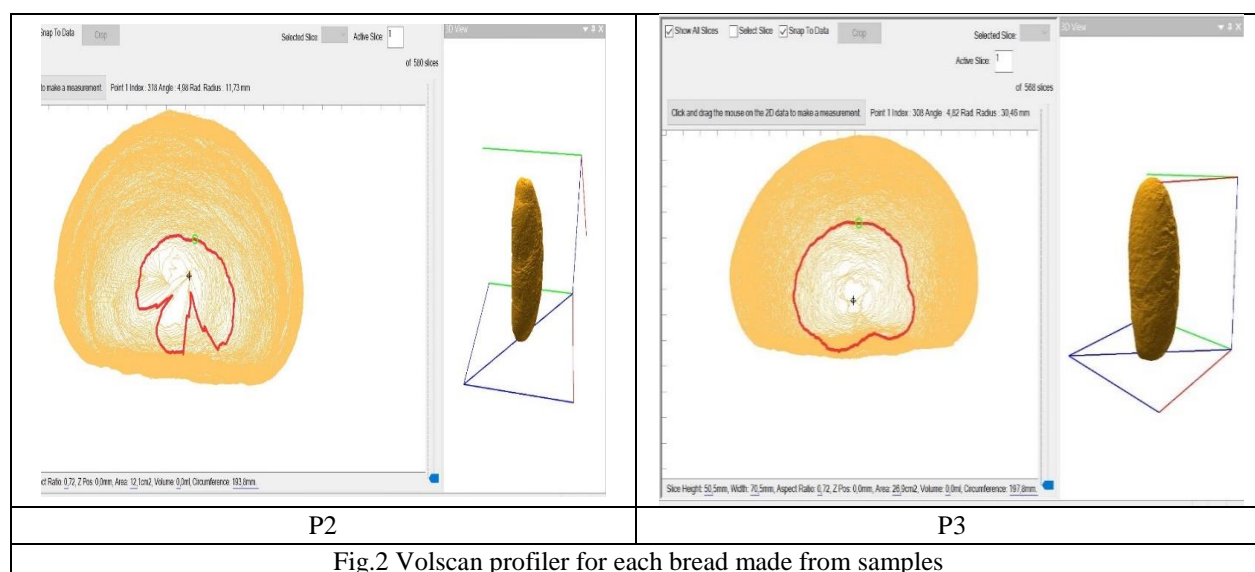 Snap To Data Crop Selected Slice: Active Slice: 1
of 580 slices
to make a measurement. Point 1 Index : 318 Angle : 4,98 Rad. Radius : 11,73 mm
3D View
ect Ratio: 0,72, Z Pos: 0,0mm, Area: 12,1cm2, Volume: 0,0ml, Circumference: 193,8mm.
Show All Slices Select Slice Snap To Data Crop Selected Slice:
Active Slice: 1
of 568 slices
Click and drag the mouse on the 2D data to make a measurement. Point 1 Index : 308 Angle : 4,82 Rad. Radius : 30,46 mm
3D View
Slice Height: 50,5mm, Width: 70,5mm, Aspect Ratio: 0,72, Z Pos: 0,0mm, Area: 26,9cm2, Volume: 0,0ml, Circumference: 197,8mm.
P2 P3
Fig.2 Volscan profiler for each bread made from samples